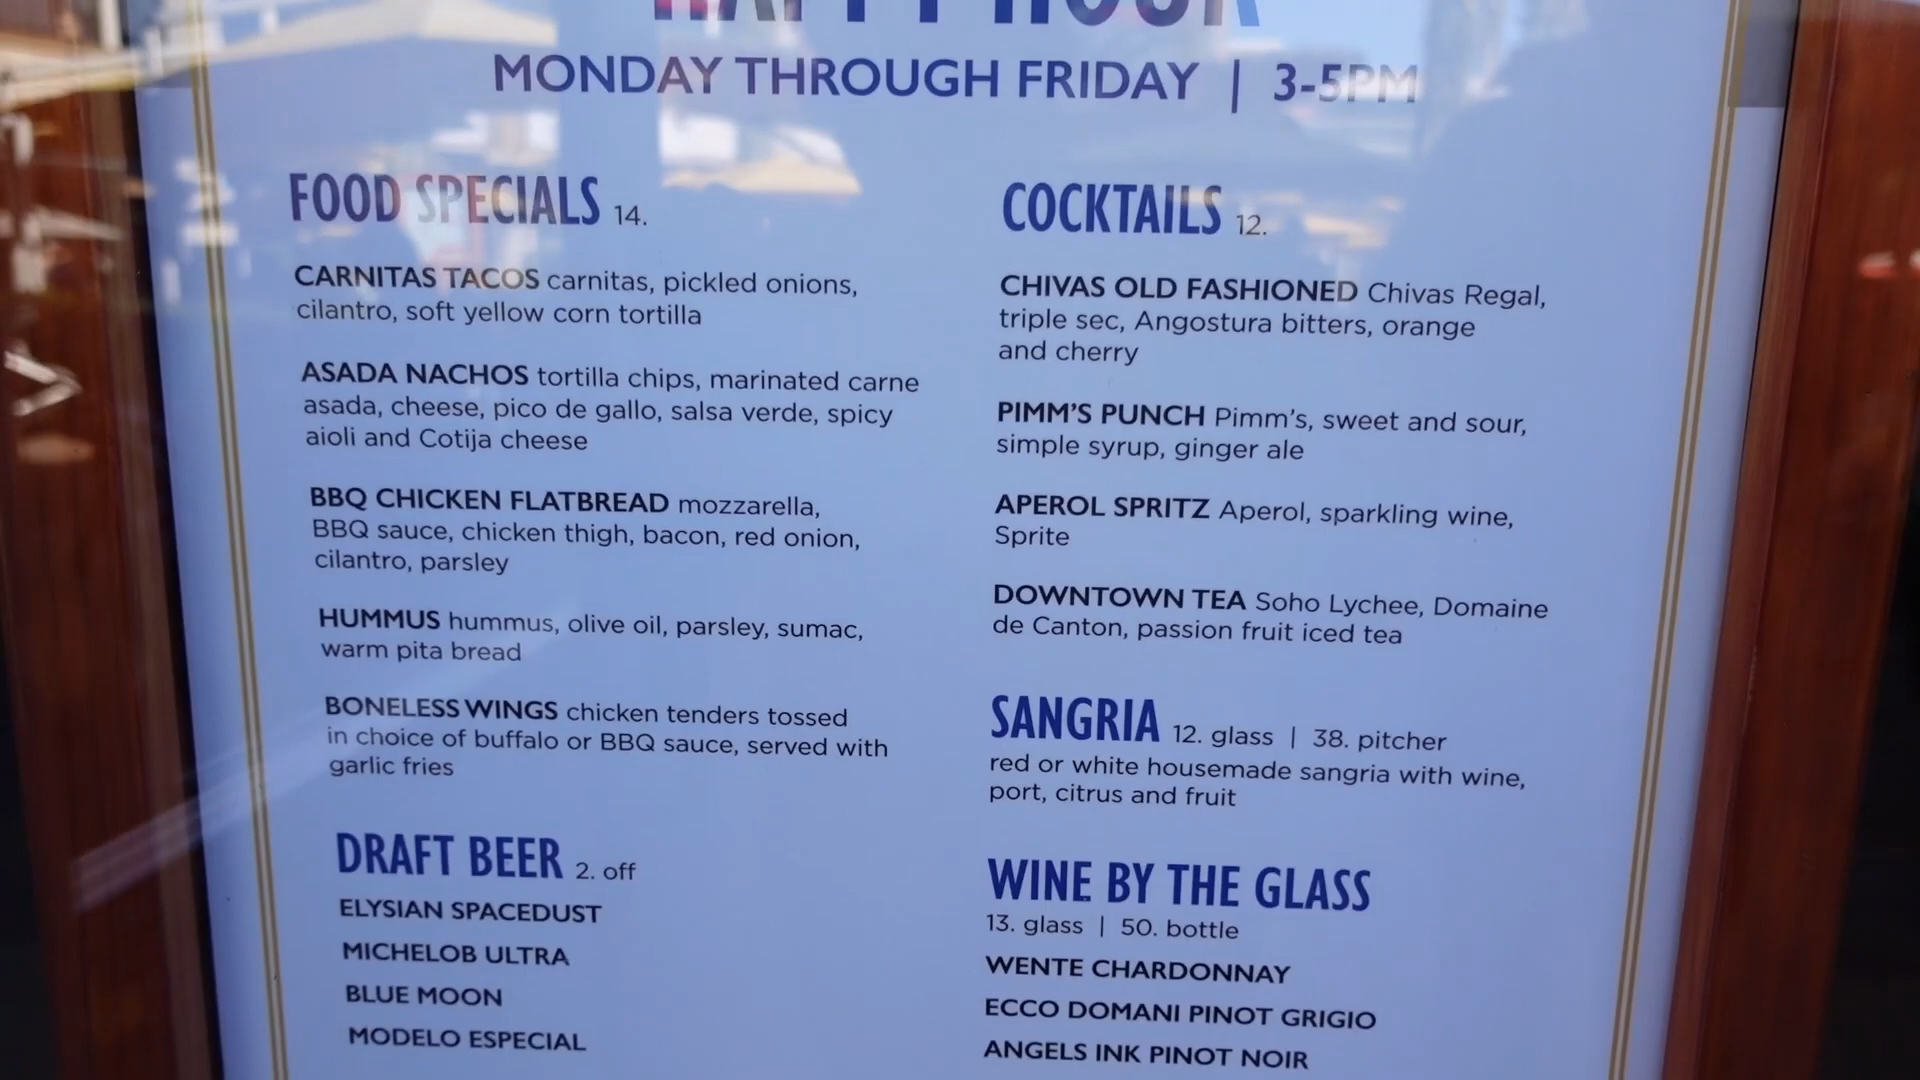 HAPPY HOUR
MONDAY THROUGH FRIDAY | 3-5PM
FOOD SPECIALS 14.
CARNITAS TACOS carnitas, pickled onions,
cilantro, soft yellow corn tortilla
ASADA NACHOS tortilla chips, marinated carne
asada, cheese, pico de gallo, salsa verde, spicy
aioli and Cotija cheese
BBQ CHICKEN FLATBREAD mozzarella,
BBQ sauce, chicken thigh, bacon, red onion,
cilantro, parsley
HUMMUS hummus, olive oil, parsley, sumac,
warm pita bread
BONELESS WINGS chicken tenders tossed
in choice of buffalo or BBQ sauce, served with
garlic fries
DRAFT BEER 2. off
ELYSIAN SPACEDUST
MICHELOB ULTRA
BLUE MOON
MODELO ESPECIAL
COCKTAILS 12.
CHIVAS OLD FASHIONED Chivas Regal,
triple sec, Angostura bitters, orange
and cherry
PIMM'S PUNCH Pimm's, sweet and sour,
simple syrup, ginger ale
APEROL SPRITZ Aperol, sparkling wine,
Sprite
DOWNTOWN TEA Soho Lychee, Domaine
de Canton, passion fruit iced tea
SANGRIA 12. glass | 38. pitcher
red or white housemade sangria with wine,
port, citrus and fruit
WINE BY THE GLASS
13. glass | 50. bottle
WENTE CHARDONNAY
ECCO DOMANI PINOT GRIGIO
ANGELS INK PINOT NOIR